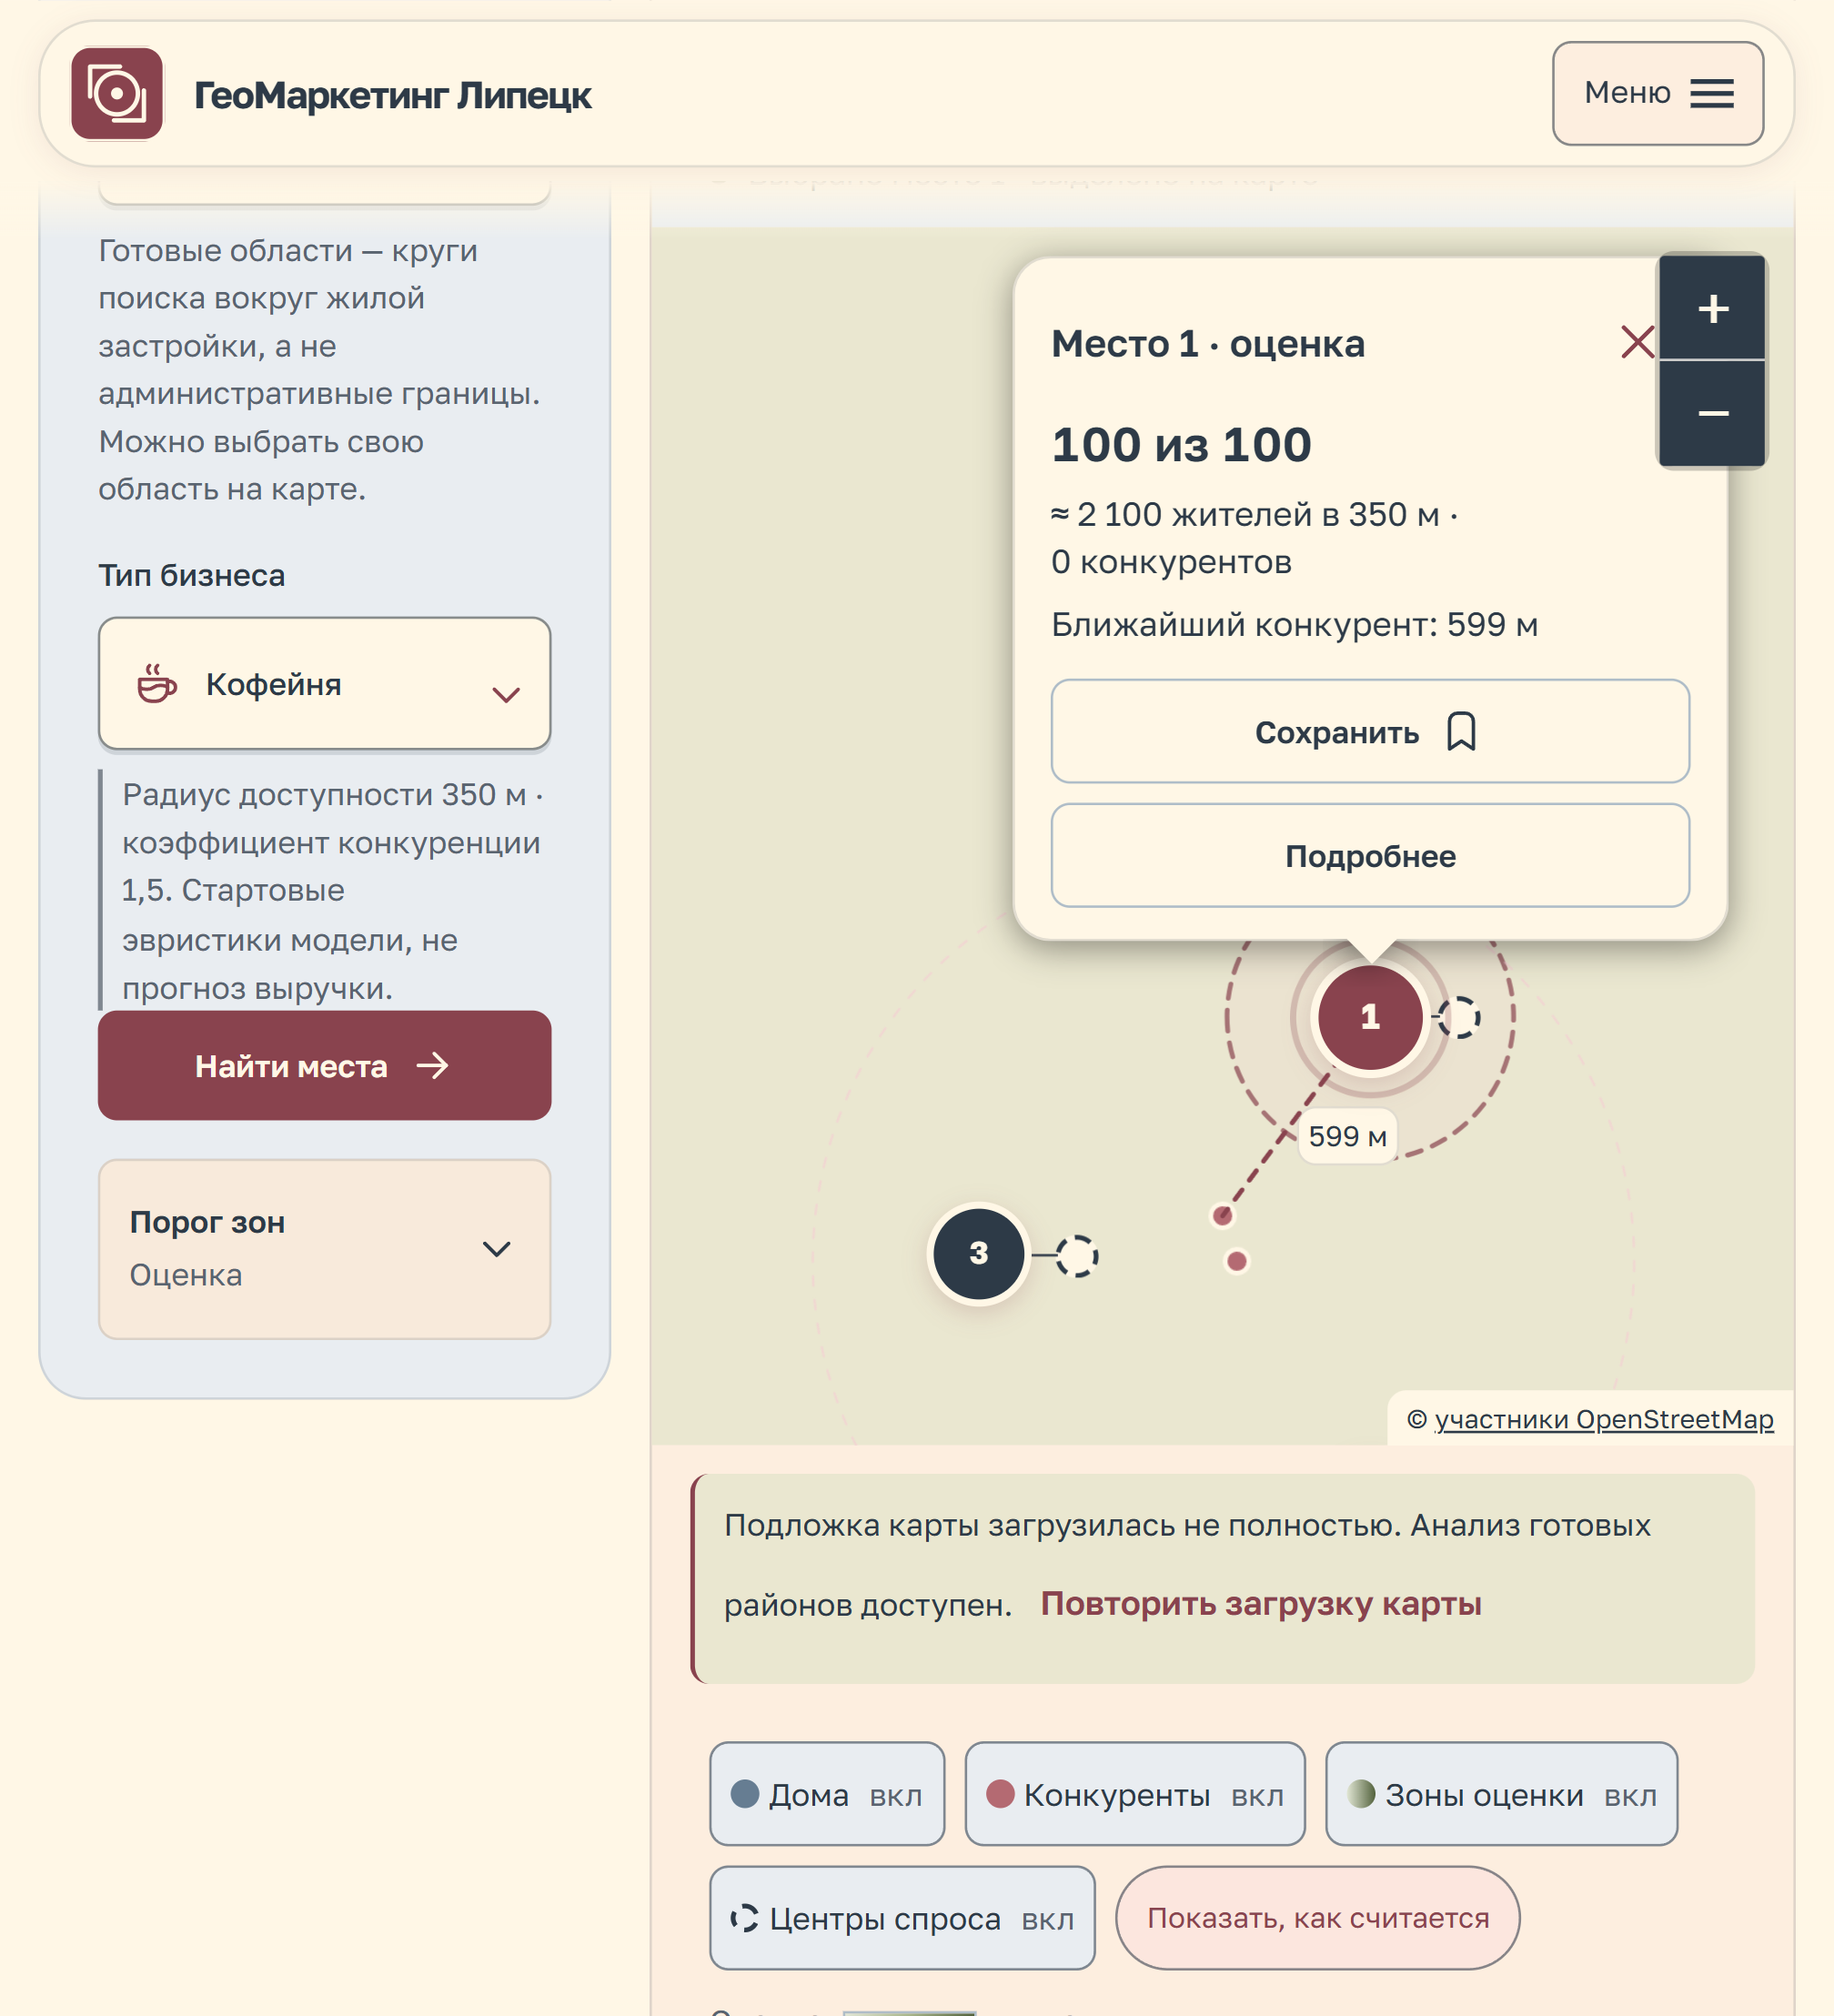 ГеоМаркетинг Липецк
Меню
Готовые области — круги
поиска вокруг жилой
застройки, а не
административные границы.
Можно выбрать свою
область на карте.
Тип бизнеса
Кофейня
Радиус доступности 350 м ·
коэффициент конкуренции
1,5. Стартовые
эвристики модели, не
прогноз выручки.
Найти места
Порог зон
Оценка
Место 1 · оценка
100 из 100
≈ 2 100 жителей в 350 м ·
0 конкурентов
Ближайший конкурент: 599 м
Сохранить
Подробнее
+
−
1
599 м
3
© участники OpenStreetMap
Подложка карты загрузилась не полностью. Анализ готовых
районов доступен. Повторить загрузку карты
Дома вкл
Конкуренты вкл
Зоны оценки вкл
Центры спроса вкл
Показать, как считается